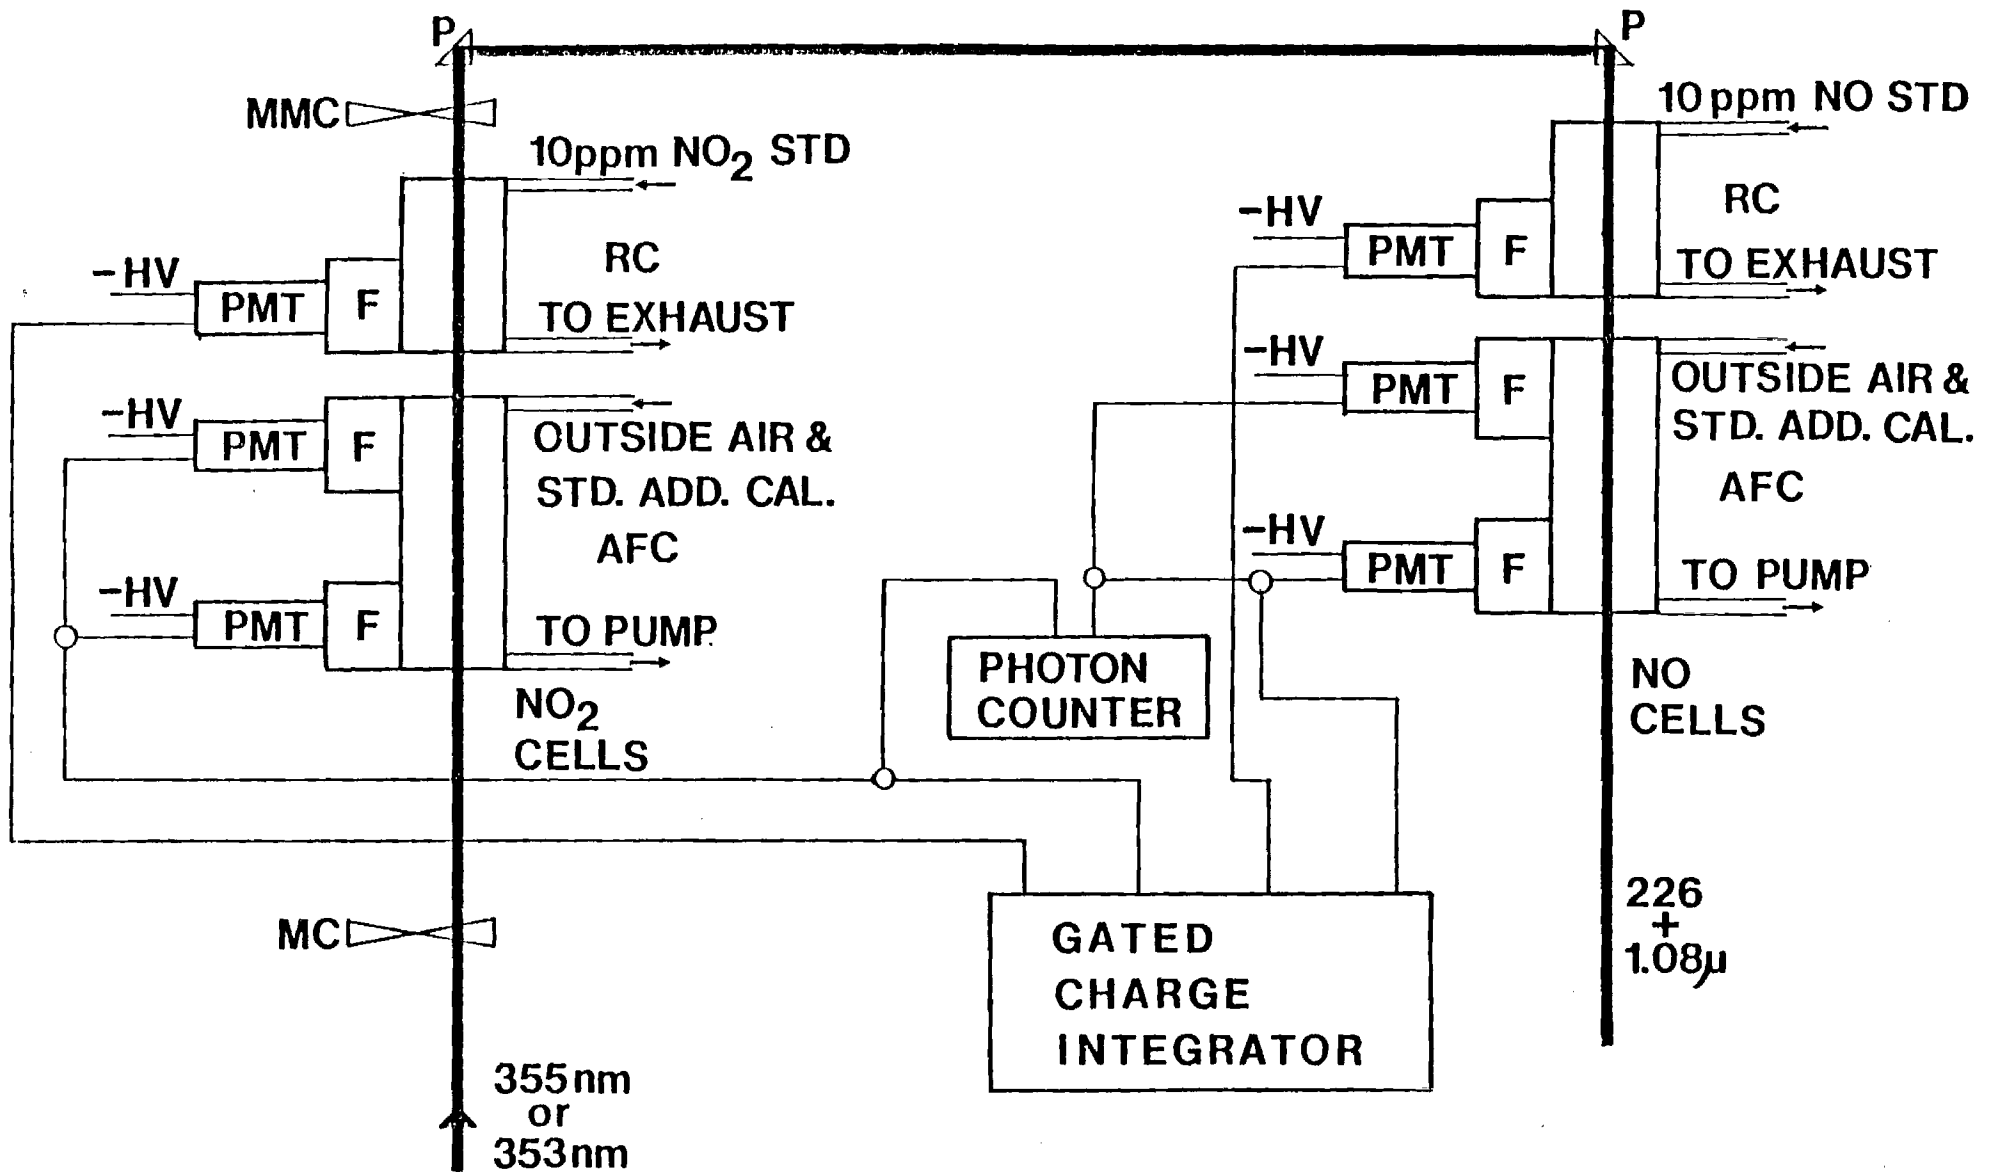 P
P
MMC
10ppm NO2 STD
-HV
PMT
F
RC
TO EXHAUST
-HV
PMT
F
OUTSIDE AIR &
STD. ADD. CAL.
AFC
-HV
PMT
F
TO PUMP
NO2
CELLS
MC
355nm
or
353nm
PHOTON
COUNTER
GATED
CHARGE
INTEGRATOR
10ppm NO STD
-HV
PMT
F
RC
TO EXHAUST
-HV
PMT
F
OUTSIDE AIR &
STD. ADD. CAL.
AFC
-HV
PMT
F
TO PUMP
NO
CELLS
226
+
1.08μ